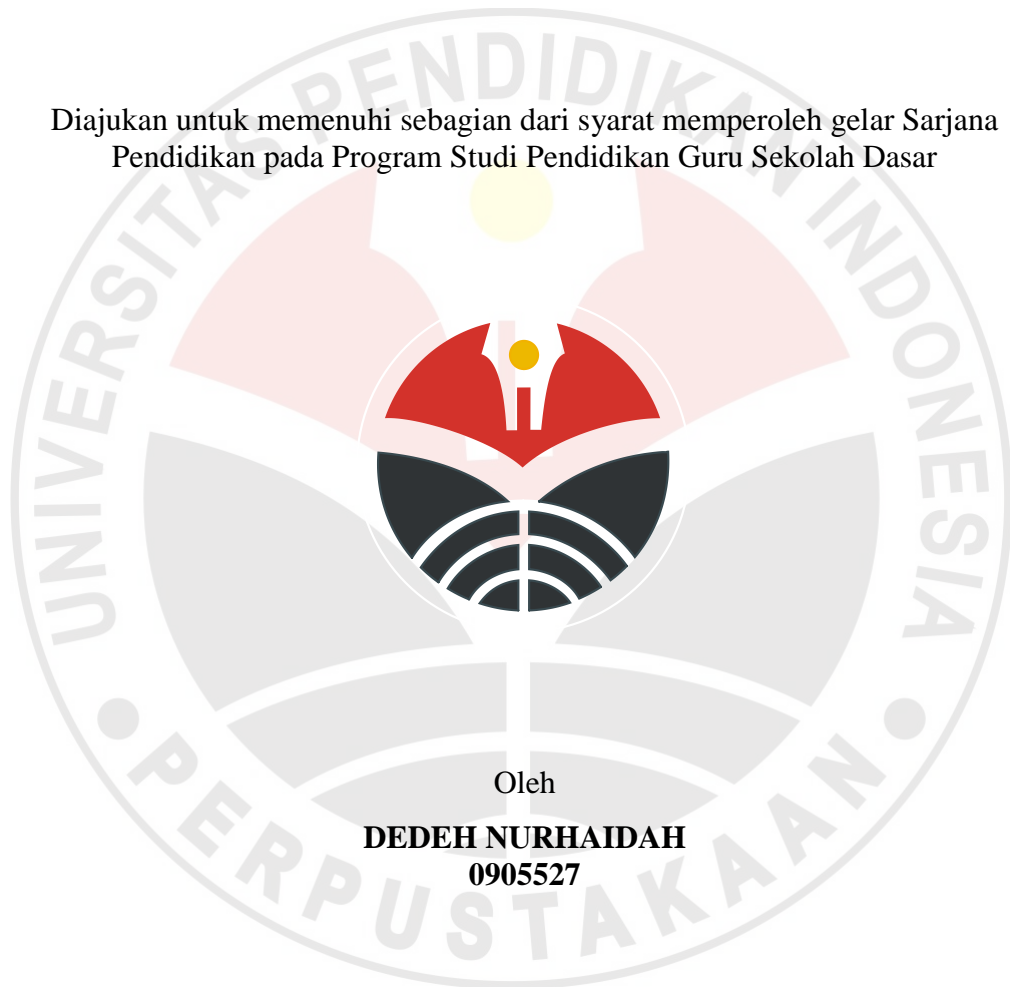 Diajukan untuk memenuhi sebagian dari syarat memperoleh gelar Sarjana
Pendidikan pada Program Studi Pendidikan Guru Sekolah Dasar
UNIVERSITAS PENDIDIKAN INDONESIA
Oleh
DEDEH NURHAIDAH
0905527
PERPUSTAKAAN